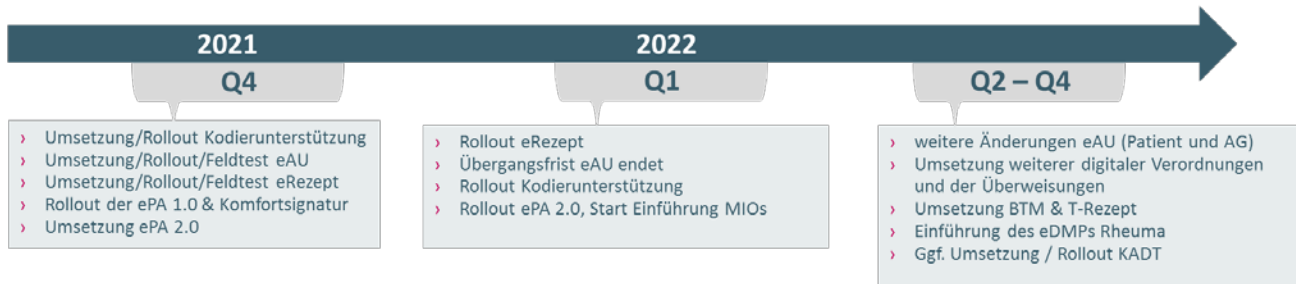 2021
2022
Q4
Q1
Q2 – Q4
› Umsetzung/Rollout Kodierunterstützung
› Umsetzung/Rollout/Feldtest eAU
› Umsetzung/Rollout/Feldtest eRezept
› Rollout der ePA 1.0 & Komfortsignatur
› Umsetzung ePA 2.0
› Rollout eRezept
› Übergangsfrist eAU endet
› Rollout Kodierunterstützung
› Rollout ePA 2.0, Start Einführung MIOs
› weitere Änderungen eAU (Patient und AG)
› Umsetzung weiterer digitaler Verordnungen
und der Überweisungen
› Umsetzung BTM & T-Rezept
› Einführung des eDMPs Rheuma
› Ggf. Umsetzung / Rollout KADT